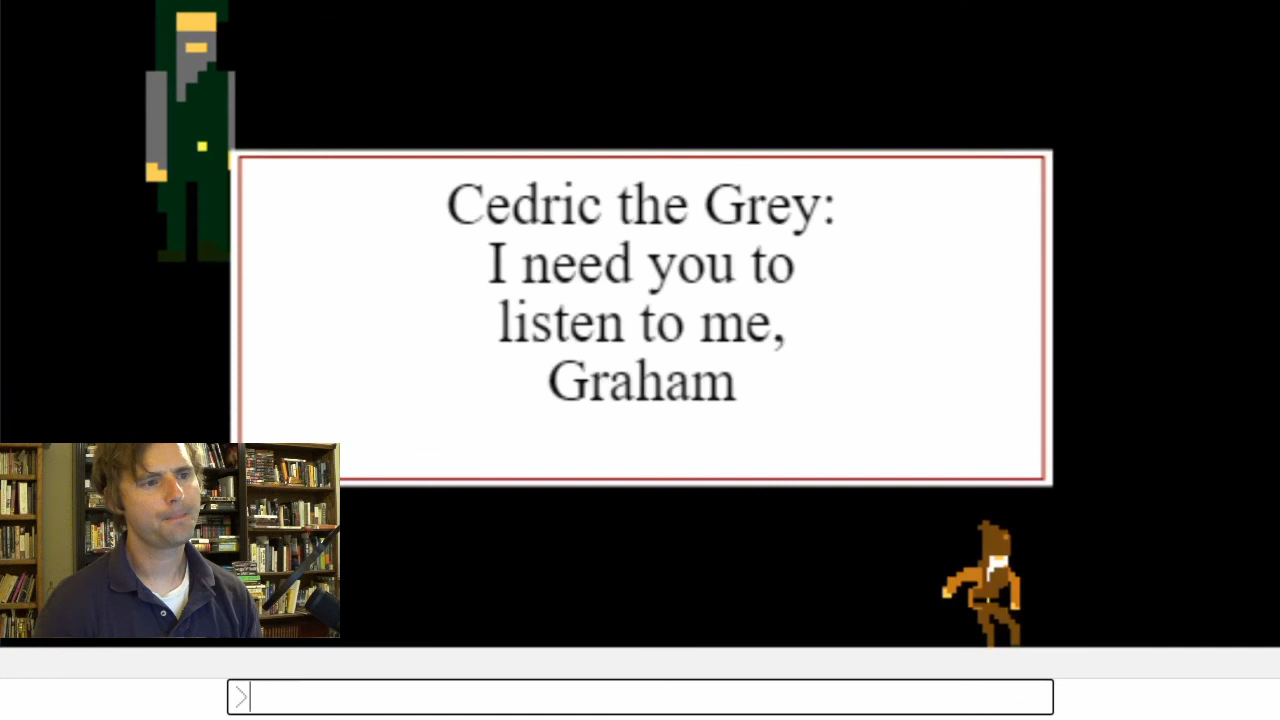 Cedric the Grey:
I need you to
listen to me,
Graham
>